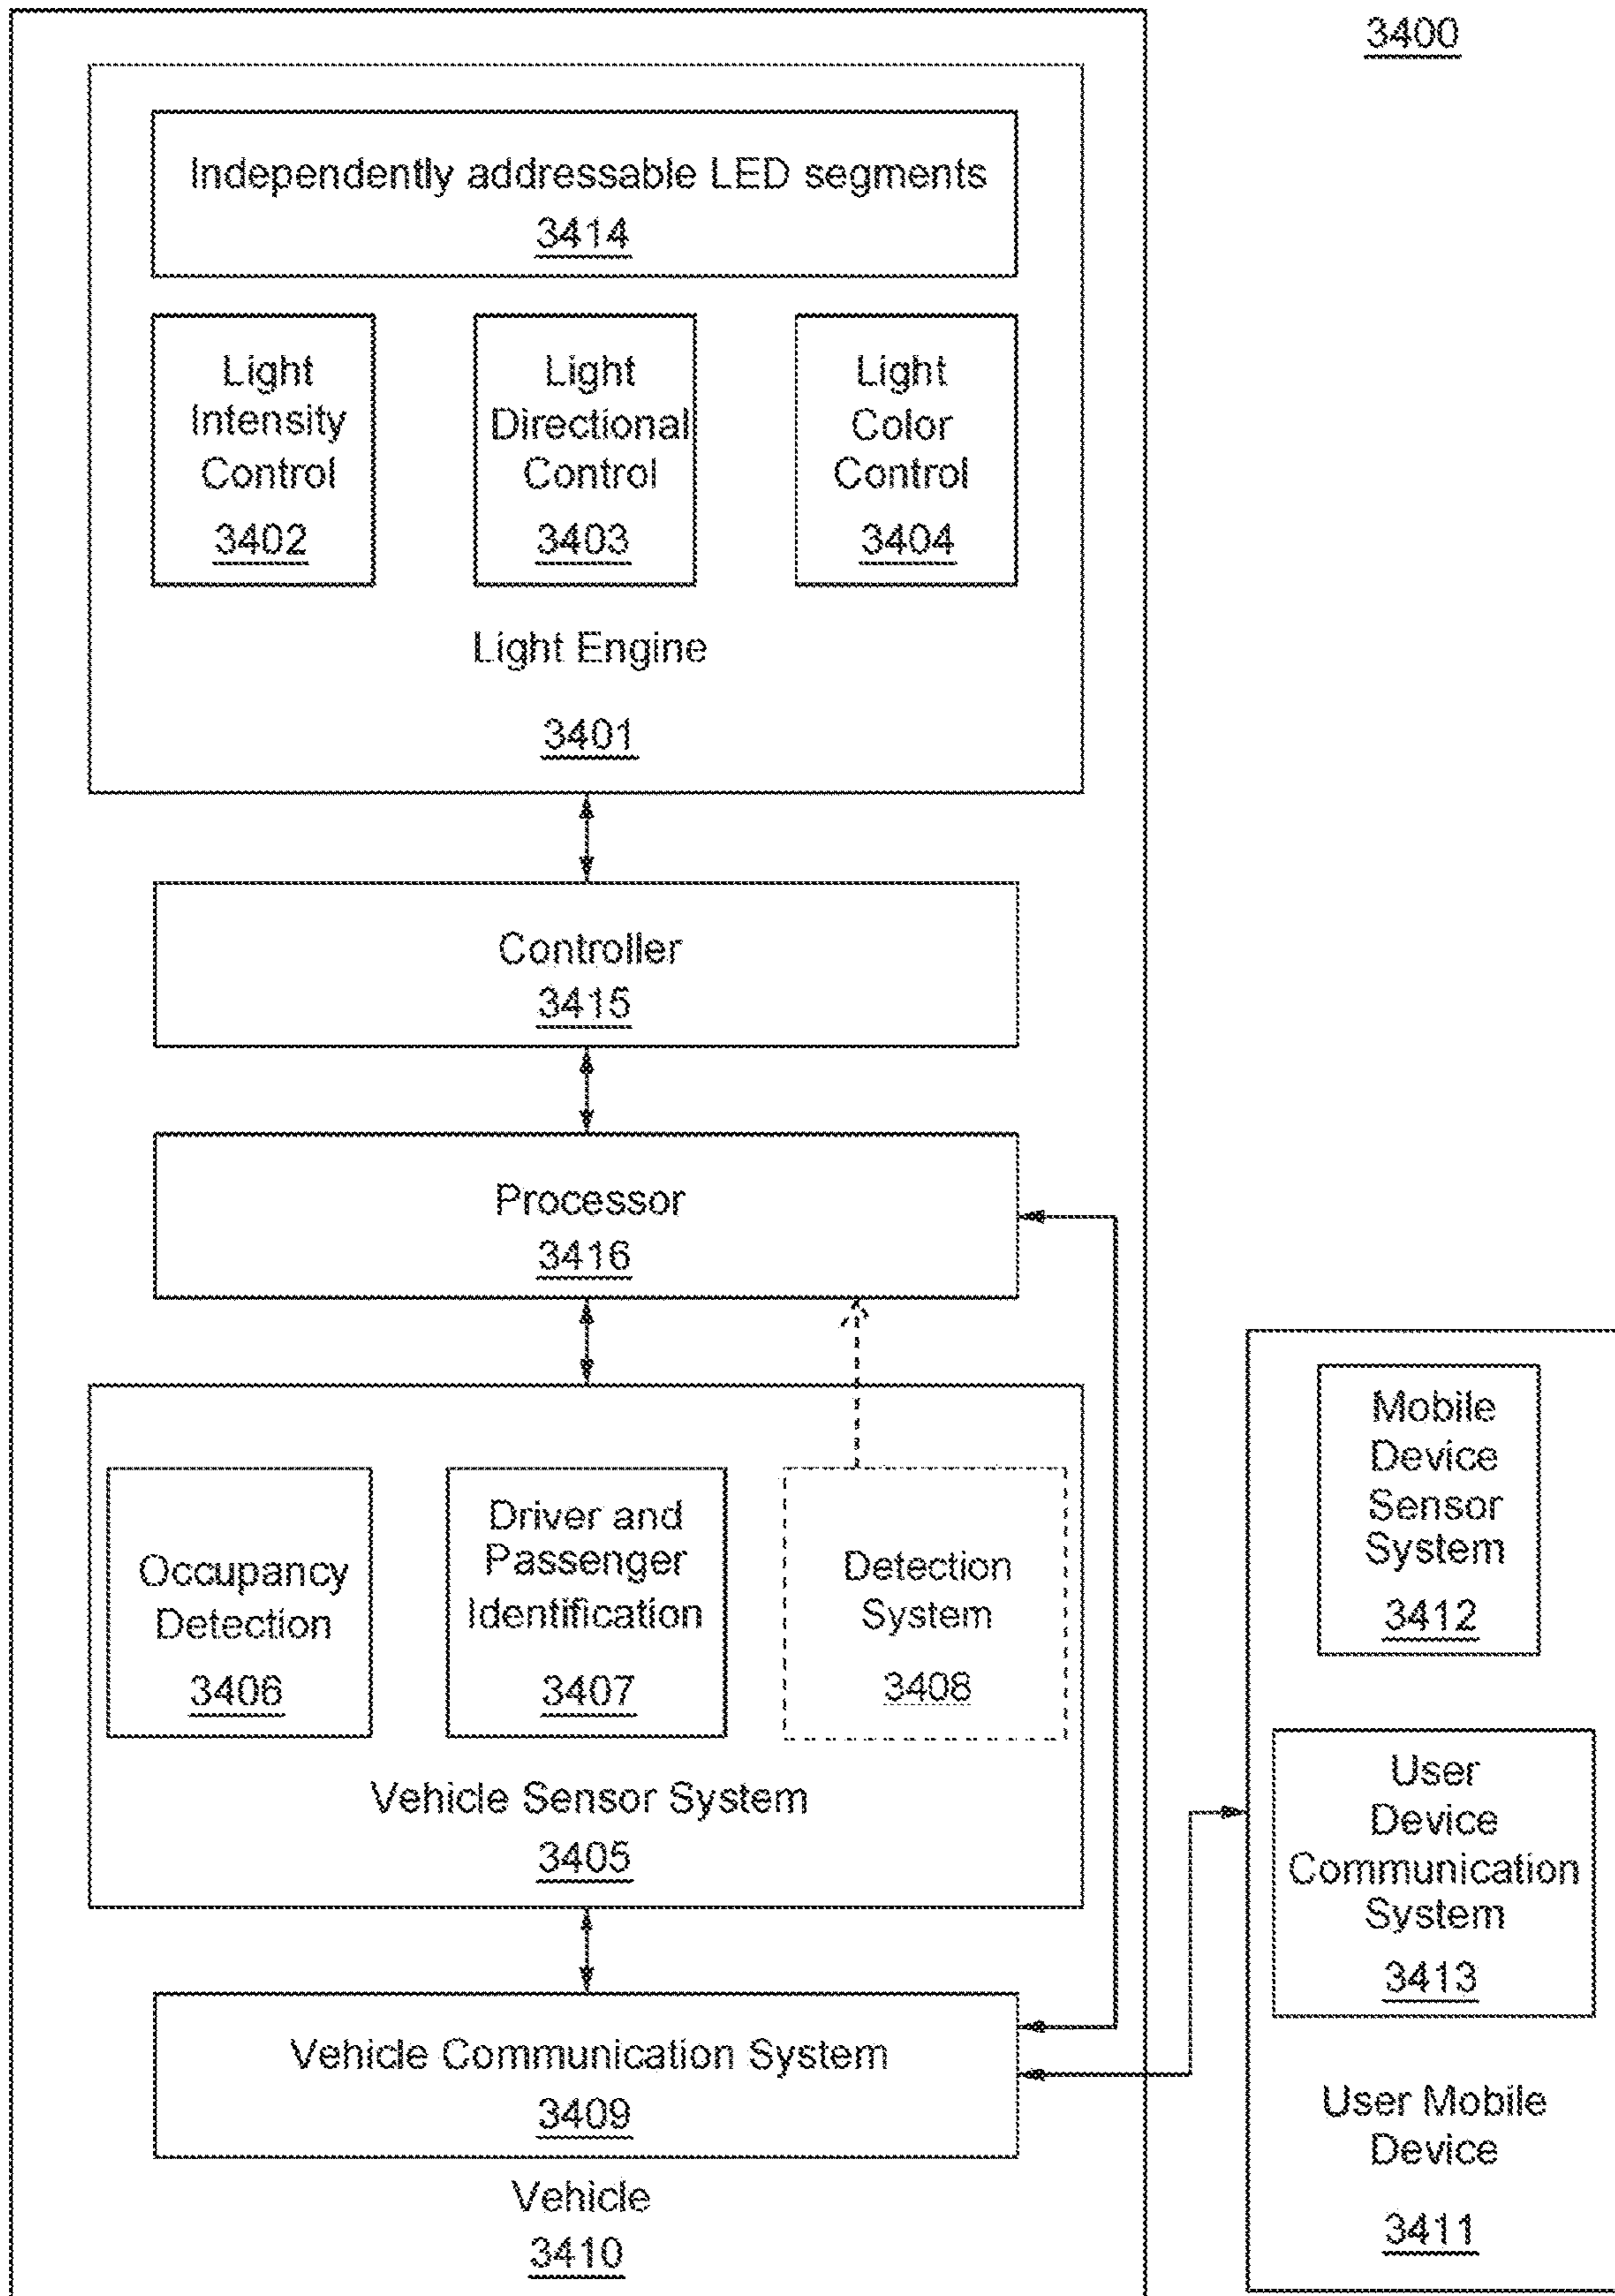 3400
Independently addressable LED segments
3414
Light
Intensity
Control
3402
Light
Directional
Control
3403
Light
Color
Control
3404
Light Engine
3401
Controller
3415
Processor
3416
Occupancy
Detection
3406
Driver and
Passenger
Identification
3407
Detection
System
3408
Vehicle Sensor System
3405
Vehicle Communication System
3409
Vehicle
3410
Mobile
Device
Sensor
System
3412
User
Device
Communication
System
3413
User Mobile
Device
3411